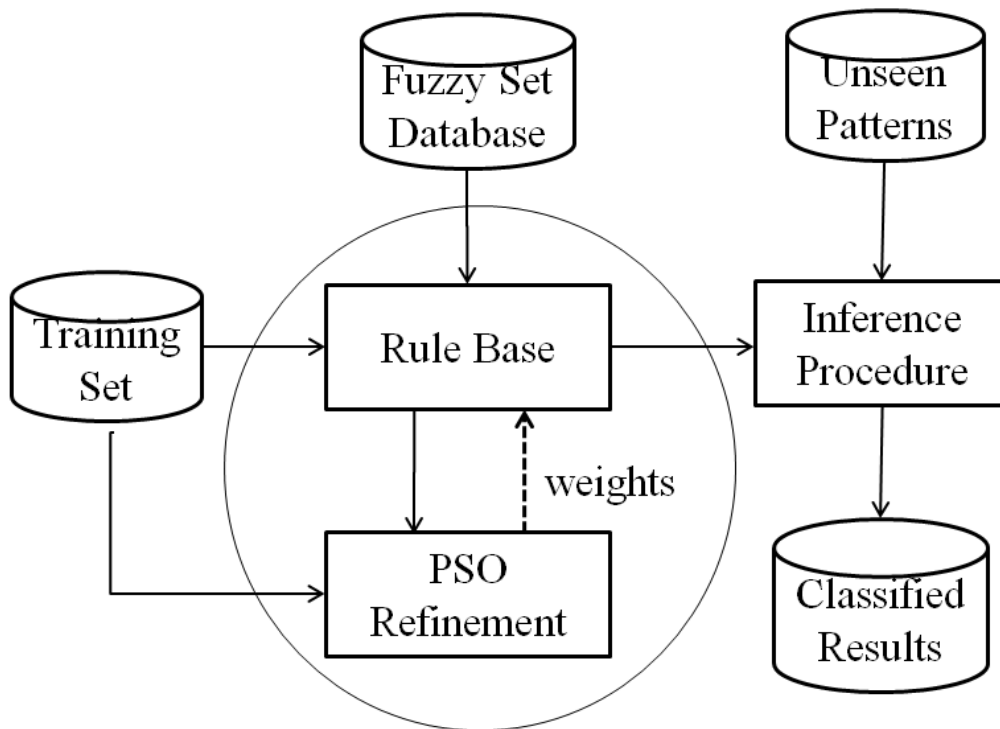 Fuzzy Set
Database
Unseen
Patterns
Training
Set
Rule Base
Inference
Procedure
weights
PSO
Refinement
Classified
Results